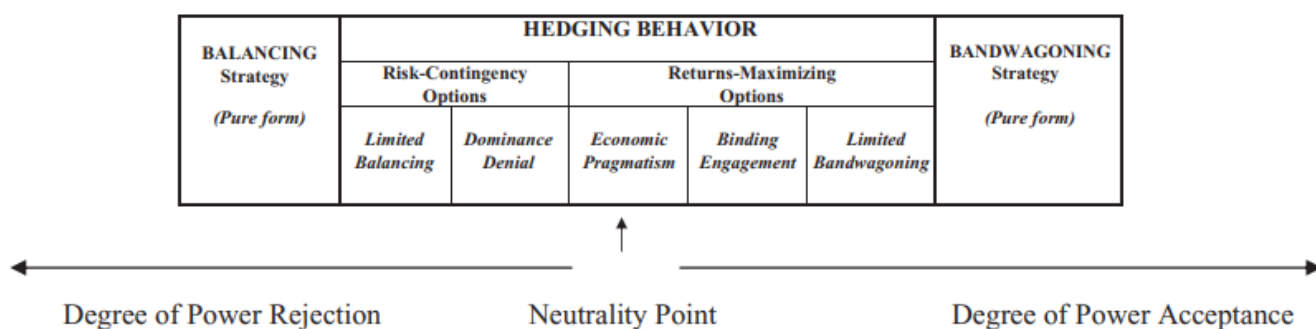 HEDGING BEHAVIOR
BALANCING
Strategy
(Pure form)
Risk-Contingency
Options
Returns-Maximizing
Options
Limited
Balancing
Dominance
Denial
Economic
Pragmatism
Binding
Engagement
Limited
Bandwagoning
BANDWAGONING
Strategy
(Pure form)
Degree of Power Rejection
Neutrality Point
Degree of Power Acceptance